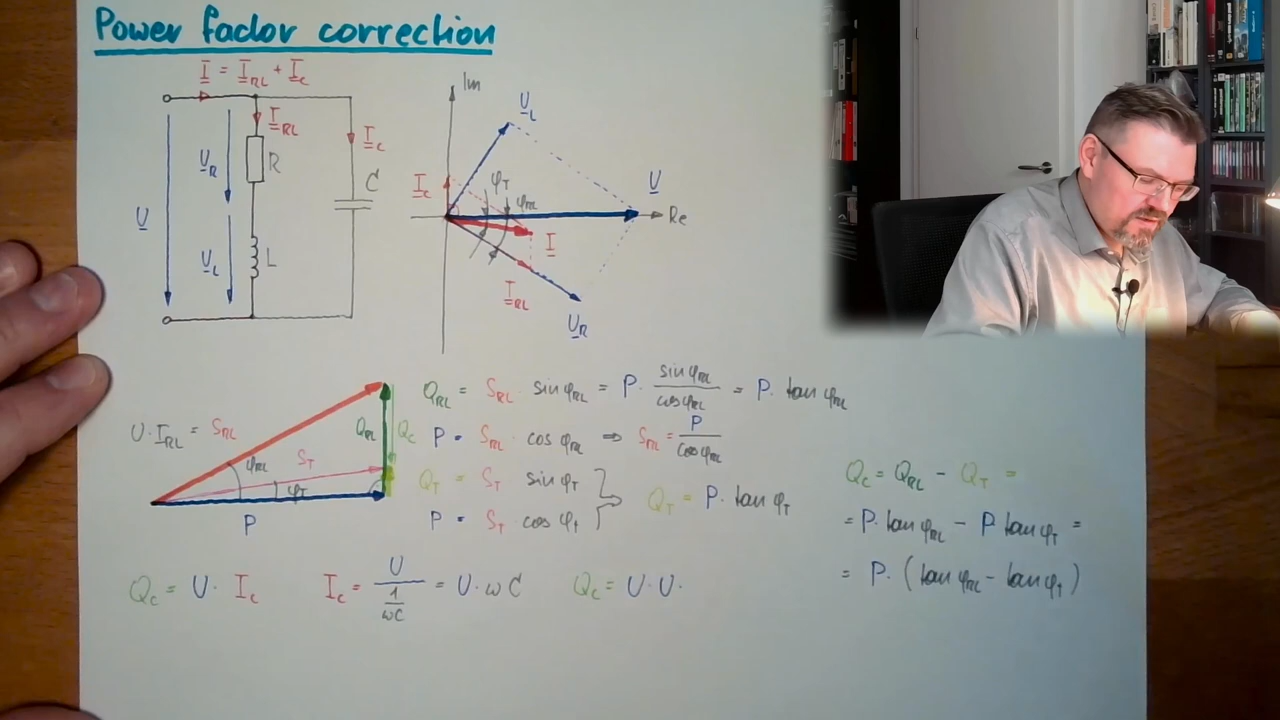 Power factor correction
I = I_RL + I_C
I_RL
I_C
U_R
R
C
U
U_L
L
Im
U_L
I_C
φ_T
φ_RL
U
Re
I
I_RL
U_R
U · I_RL = S_RL
S_T
φ_RL
φ_T
P
Q_RL
Q_C
Q_RL = S_RL sin φ_RL = P · sin φ_RL / cos φ_RL = P · tan φ_RL
P = S_RL · cos φ_RL ⇒ S_RL = P / cos φ_RL
Q_T = S_T sin φ_T
P = S_T cos φ_T
Q_T = P · tan φ_T
Q_C = Q_RL - Q_T =
= P · tan φ_RL - P tan φ_T =
= P · (tan φ_RL - tan φ_T)
Q_C = U · I_C
I_C = U / (1 / ωC) = U · ωC
Q_C = U · U ·